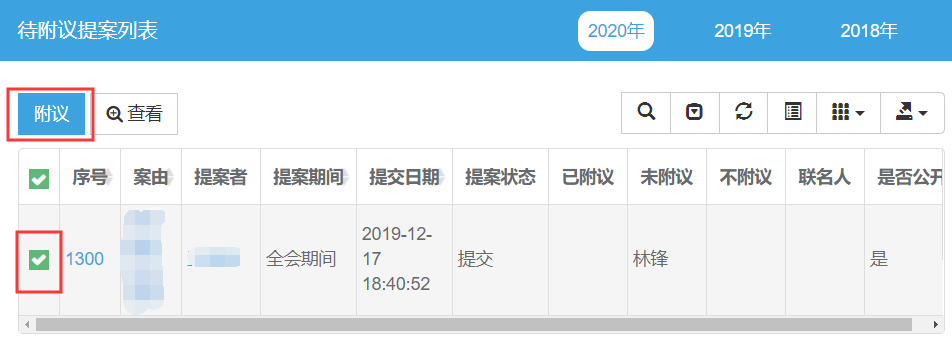 待附议提案列表
2020年 2019年 2018年
附议 查看
序号 案由 提案者 提案期间 提交日期 提案状态 已附议 未附议 不附议 联名人 是否公开
2019-12-
1300 全会期间 17 提交 林锋 是
18:40:52